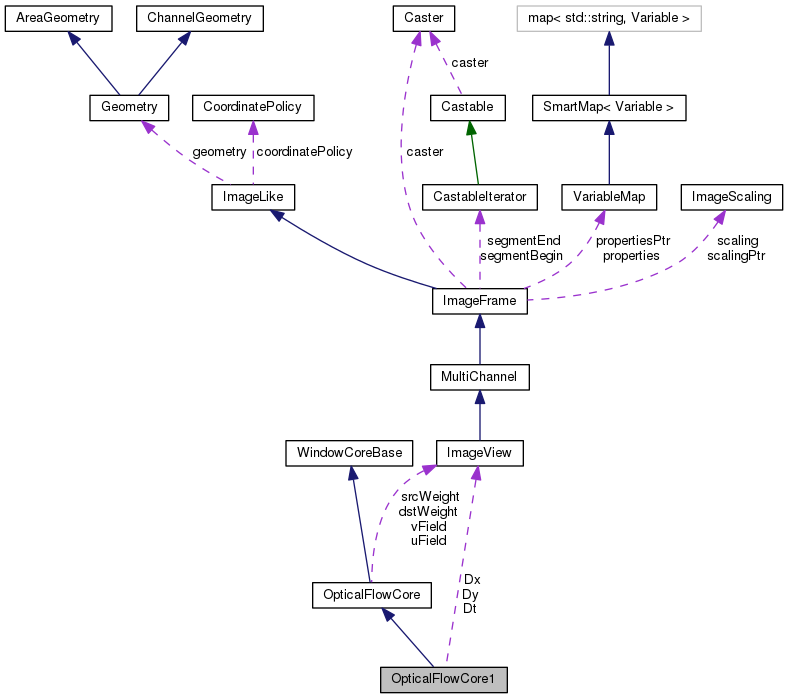 AreaGeometry
ChannelGeometry
Caster
map< std::string, Variable >
caster
Geometry
CoordinatePolicy
Castable
SmartMap< Variable >
geometry
coordinatePolicy
caster
ImageLike
CastableIterator
VariableMap
ImageScaling
segmentEnd
segmentBegin
propertiesPtr
properties
scaling
scalingPtr
ImageFrame
MultiChannel
WindowCoreBase
ImageView
srcWeight
dstWeight
vField
uField
OpticalFlowCore
Dx
Dy
Dt
OpticalFlowCore1